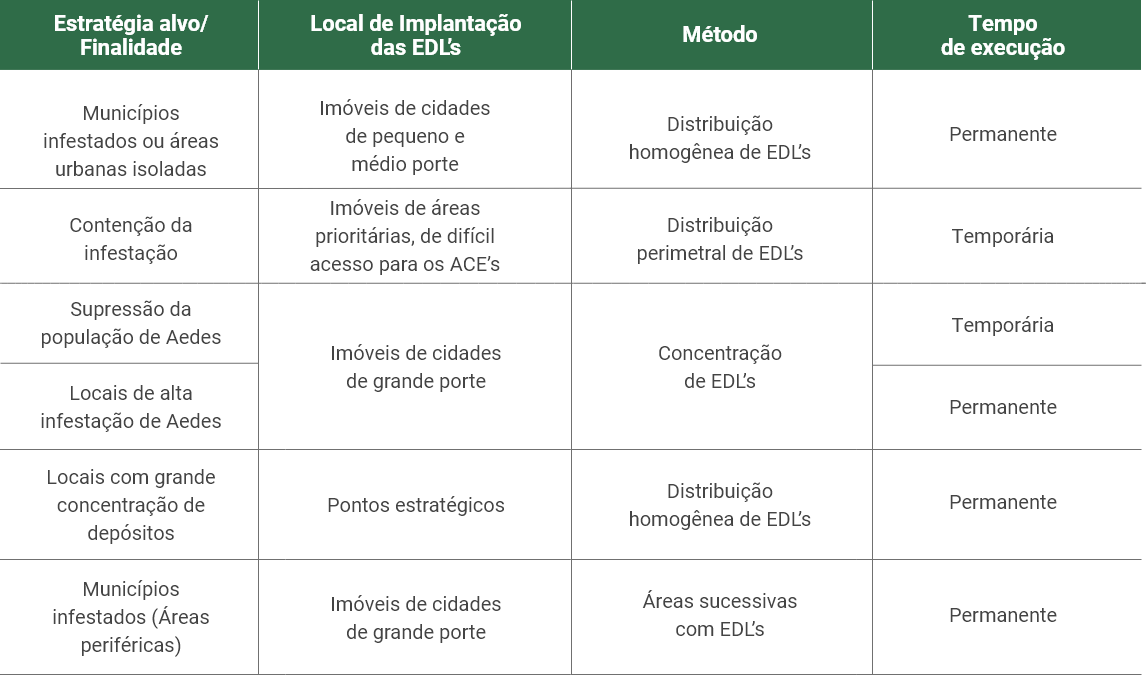 Estratégia alvo/
Finalidade
Local de Implantação
das EDL's
Método
Tempo
de execução
Municípios
infestados ou áreas
urbanas isoladas
Imóveis de cidades
de pequeno e
médio porte
Distribuição
homogênea de EDL's
Permanente
Contenção da
infestação
Imóveis de áreas
prioritárias, de difícil
acesso para os ACE's
Distribuição
perimetral de EDL's
Temporária
Supressão da
população de Aedes
Imóveis de cidades
de grande porte
Concentração
de EDL's
Temporária
Locais de alta
infestação de Aedes
Permanente
Locais com grande
concentração de
depósitos
Pontos estratégicos
Distribuição
homogênea de EDL's
Permanente
Municípios
infestados (Áreas
periféricas)
Imóveis de cidades
de grande porte
Áreas sucessivas
com EDL's
Permanente